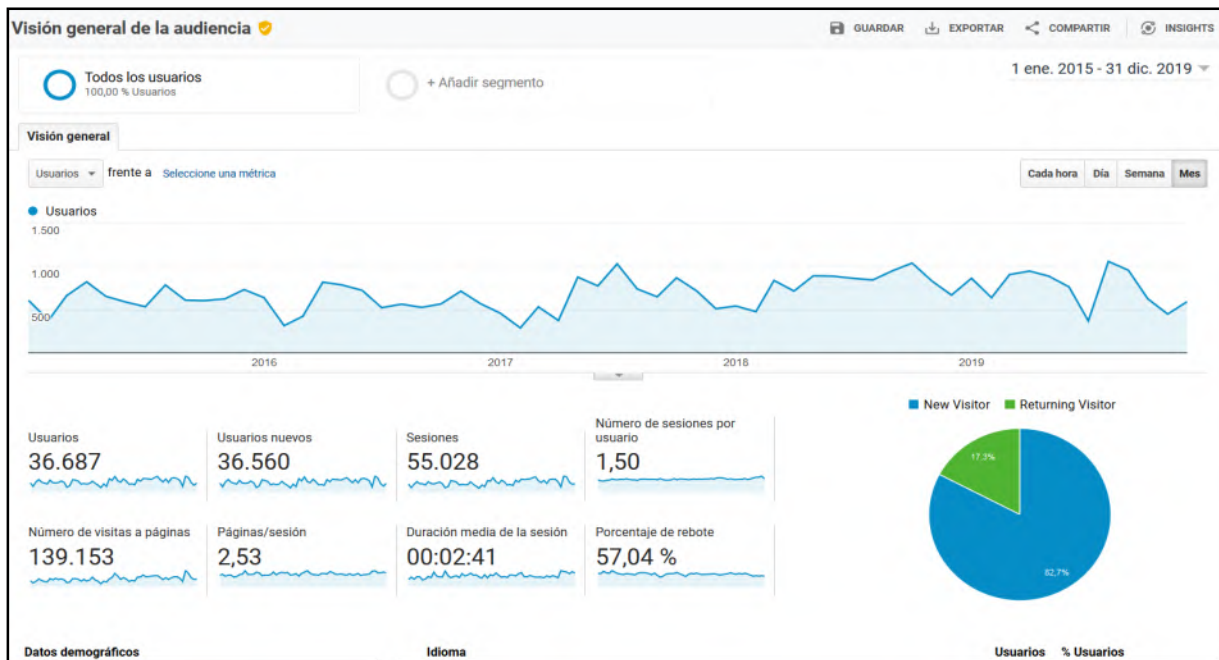 Visión general de la audiencia
GUARDAR EXPORTAR COMPARTIR INSIGHTS
Todos los usuarios
100,00 % Usuarios
+ Añadir segmento
1 ene. 2015 - 31 dic. 2019
Visión general
Usuarios frente a Seleccione una métrica
Cada hora Día Semana Mes
Usuarios
1.500
1.000
500
2016 2017 2018 2019
New Visitor Returning Visitor
Usuarios
36.687
Usuarios nuevos
36.560
Sesiones
55.028
Número de sesiones por
usuario
1,50
Número de visitas a páginas
139.153
Páginas/sesión
2,53
Duración media de la sesión
00:02:41
Porcentaje de rebote
57,04 %
17,3%
82,7%
Datos demográficos Idioma Usuarios % Usuarios